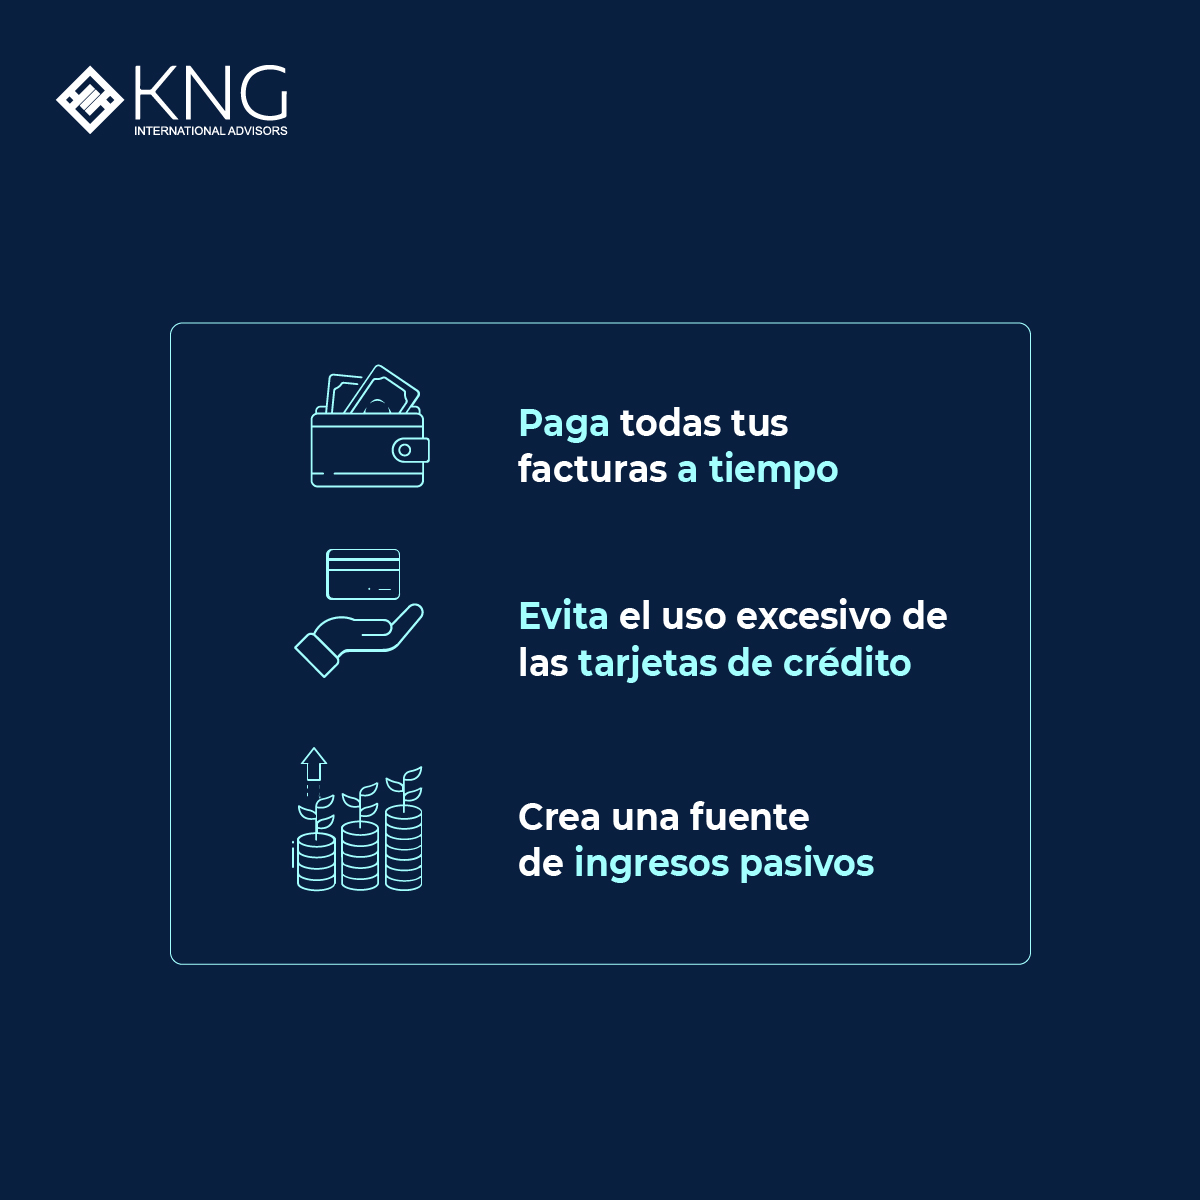 KNG
INTERNATIONAL ADVISORS
Paga todas tus
facturas a tiempo
Evita el uso excesivo de
las tarjetas de crédito
Crea una fuente
de ingresos pasivos